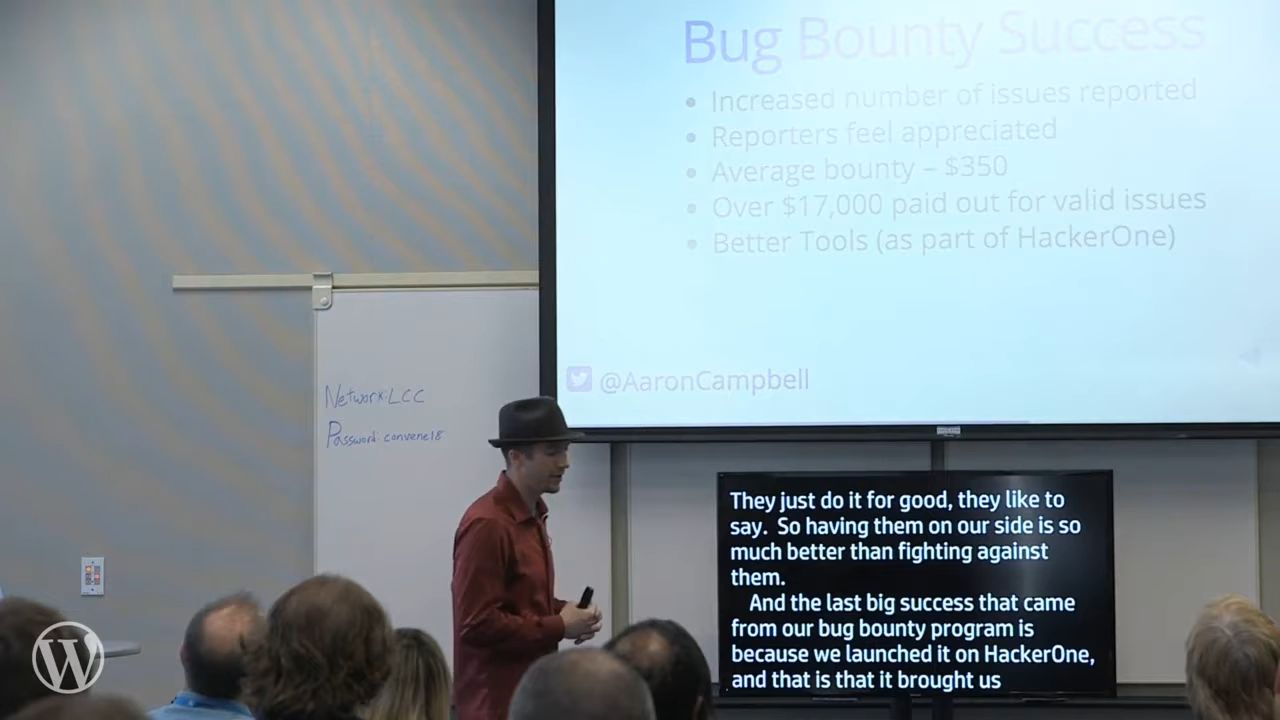 Bug Bounty Success
• Increased number of issues reported
• Reporters feel appreciated
• Average bounty – $350
• Over $17,000 paid out for valid issues
• Better Tools (as part of HackerOne)
@AaronCampbell
Network: LCC
Password: convene18
They just do it for good, they like to
say. So having them on our side is so
much better than fighting against
them.
And the last big success that came
from our bug bounty program is
because we launched it on HackerOne,
and that is that it brought us